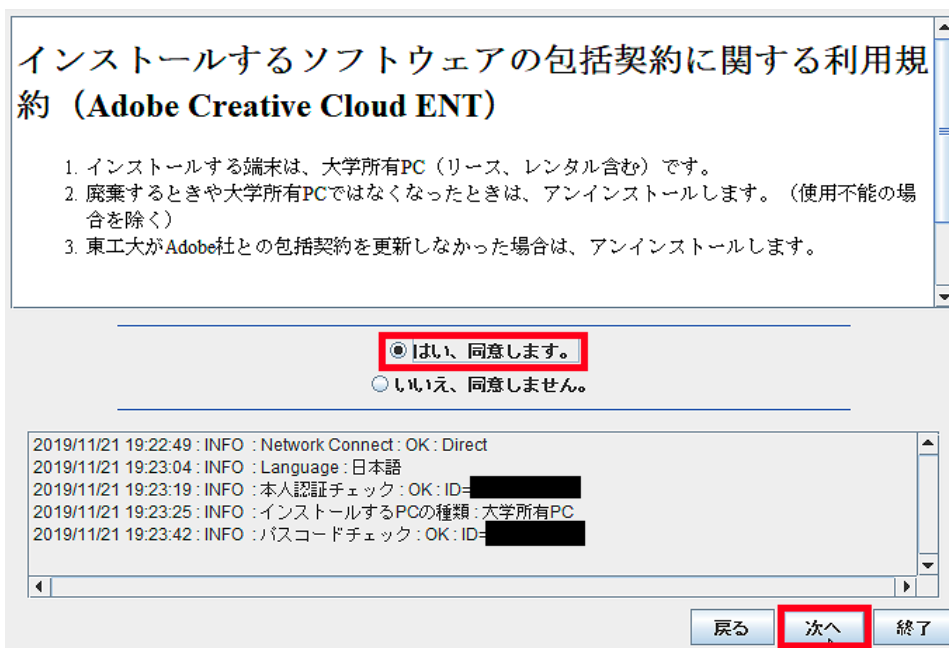 インストールするソフトウェアの包括契約に関する利用規
約（Adobe Creative Cloud ENT）
1. インストールする端末は、大学所有PC（リース、レンタル含む）です。
2. 廃棄するときや大学所有PCではなくなったときは、アンインストールします。（使用不能の場
合を除く）
3. 東工大がAdobe社との包括契約を更新しなかった場合は、アンインストールします。
はい、同意します。
いいえ、同意しません。
2019/11/21 19:22:49 : INFO : Network Connect : OK : Direct
2019/11/21 19:23:04 : INFO : Language : 日本語
2019/11/21 19:23:19 : INFO : 本人認証チェック : OK : ID=
2019/11/21 19:23:25 : INFO : インストールするPCの種類 : 大学所有PC
2019/11/21 19:23:42 : INFO : パスコードチェック : OK : ID=
戻る 次へ 終了